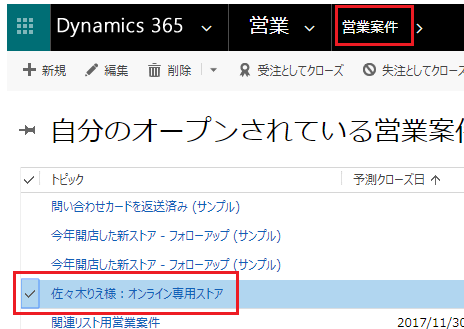 Dynamics 365 営業 営業案件
新規 編集 削除 受注としてクローズ 失注としてクローズ
自分のオープンされている営業案件
トピック 予測クローズ日
問い合わせカードを返送済み (サンプル)
今年開店した新ストア - フォローアップ (サンプル)
今年開店した新ストア - フォローアップ (サンプル)
佐々木りえ様：オンライン専用ストア
関連リスト用営業案件 2017/11/30